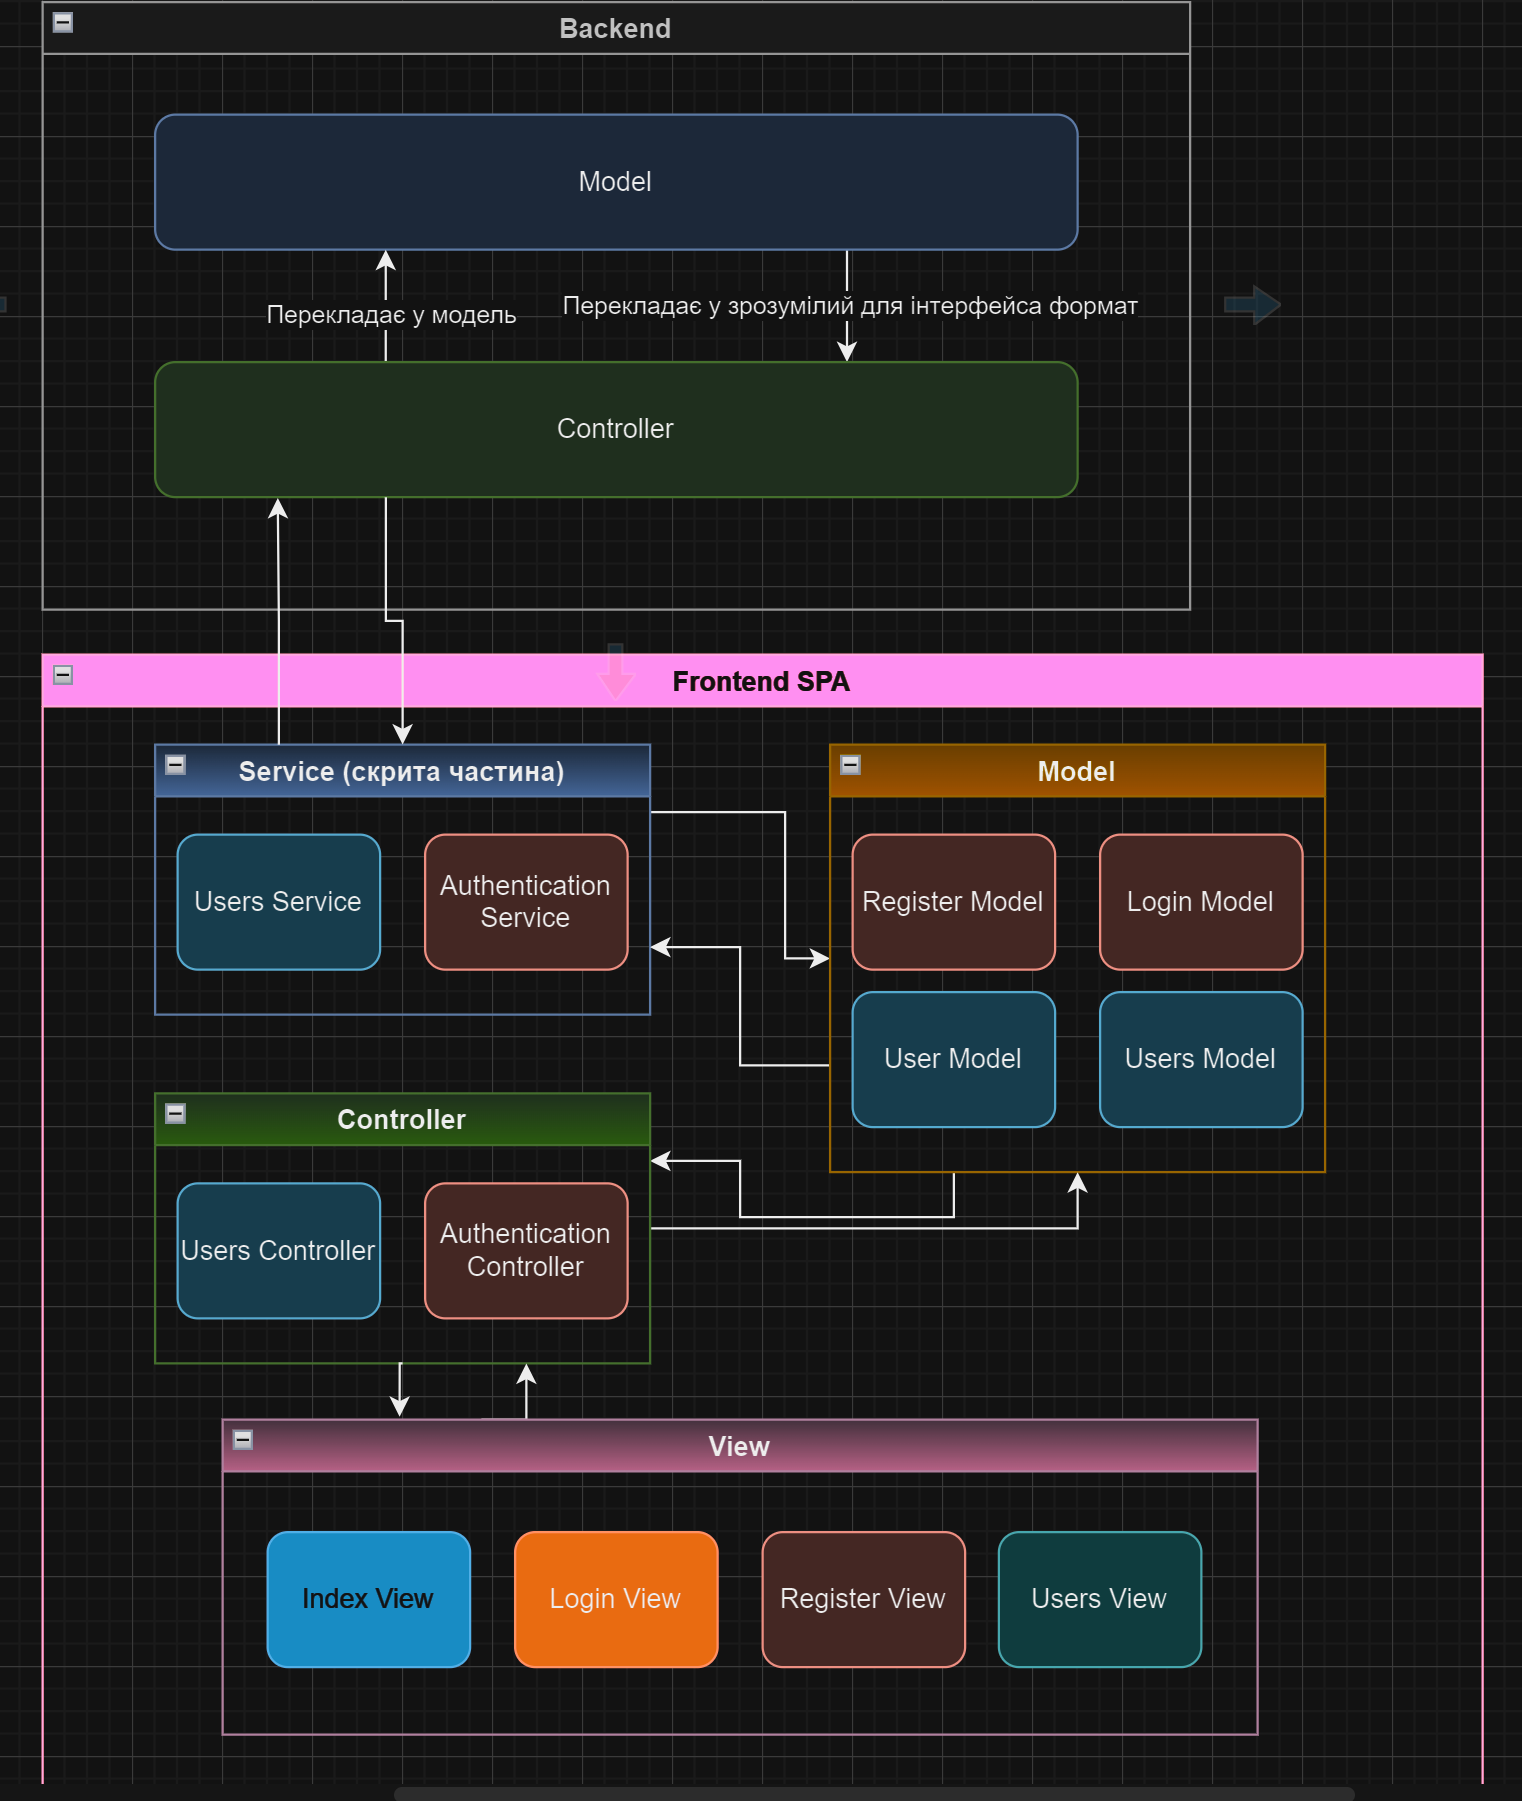 Backend
Model
Перекладає у модель
Перекладає у зрозумілий для інтерфейса формат
Controller
Frontend SPA
Service (скрита частина)
Users Service
Authentication
Service
Model
Register Model
Login Model
User Model
Users Model
Controller
Users Controller
Authentication
Controller
View
Index View
Login View
Register View
Users View